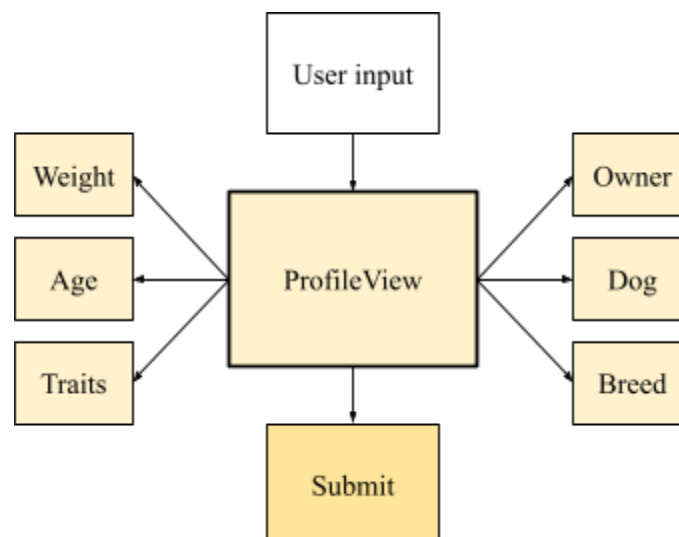 User input
Weight
Owner
ProfileView
Age
Dog
Traits
Breed
Submit